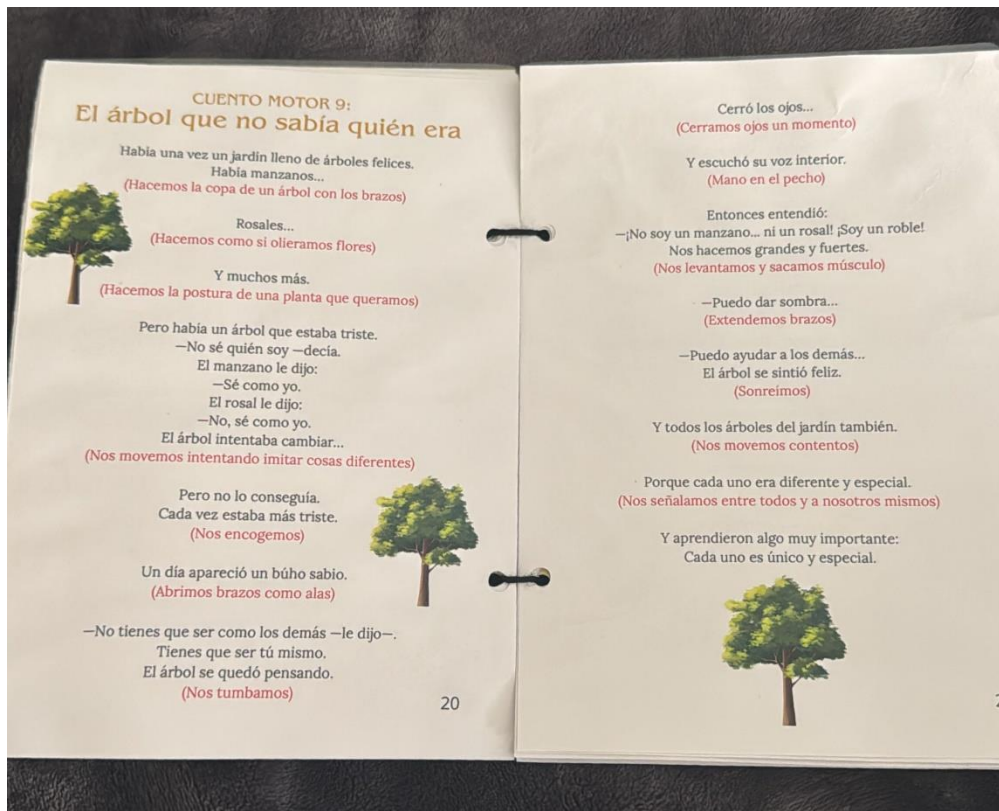 CUENTO MOTOR 9:
El árbol que no sabía quién era
Había una vez un jardín lleno de árboles felices.
Había manzanos...
(Hacemos la copa de un árbol con los brazos)
Rosales...
(Hacemos como si olieramos flores)
Y muchos más.
(Hacemos la postura de una planta que queramos)
Pero había un árbol que estaba triste.
—No sé quién soy —decía.
El manzano le dijo:
—Sé como yo.
El rosal le dijo:
—No, sé como yo.
El árbol intentaba cambiar...
(Nos movemos intentando imitar cosas diferentes)
Pero no lo conseguía.
Cada vez estaba más triste.
(Nos encogemos)
Un día apareció un búho sabio.
(Abrimos brazos como alas)
—No tienes que ser como los demás —le dijo—.
Tienes que ser tú mismo.
El árbol se quedó pensando.
(Nos tumbamos)
20
Cerró los ojos...
(Cerramos ojos un momento)
Y escuchó su voz interior.
(Mano en el pecho)
Entonces entendió:
—¡No soy un manzano... ni un rosal! ¡Soy un roble!
Nos hacemos grandes y fuertes.
(Nos levantamos y sacamos músculo)
—Puedo dar sombra...
(Extendemos brazos)
—Puedo ayudar a los demás...
El árbol se sintió feliz.
(Sonreímos)
Y todos los árboles del jardín también.
(Nos movemos contentos)
Porque cada uno era diferente y especial.
(Nos señalamos entre todos y a nosotros mismos)
Y aprendieron algo muy importante:
Cada uno es único y especial.